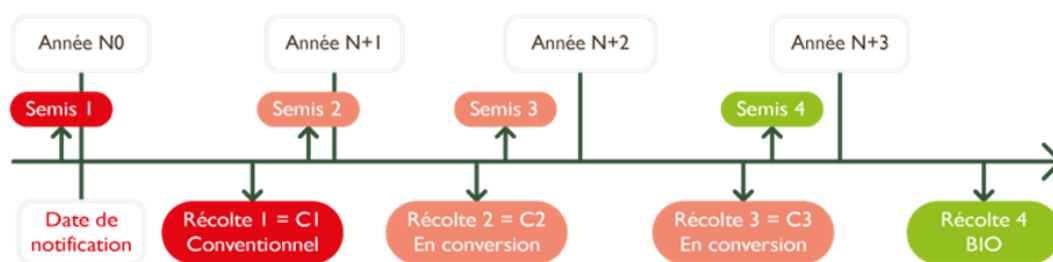 Année N0
Année N+1
Année N+2
Année N+3
Semis 1
Semis 2
Semis 3
Semis 4
Date de
notification
Récolte 1 = C1
Conventionnel
Récolte 2 = C2
En conversion
Récolte 3 = C3
En conversion
Récolte 4
BIO